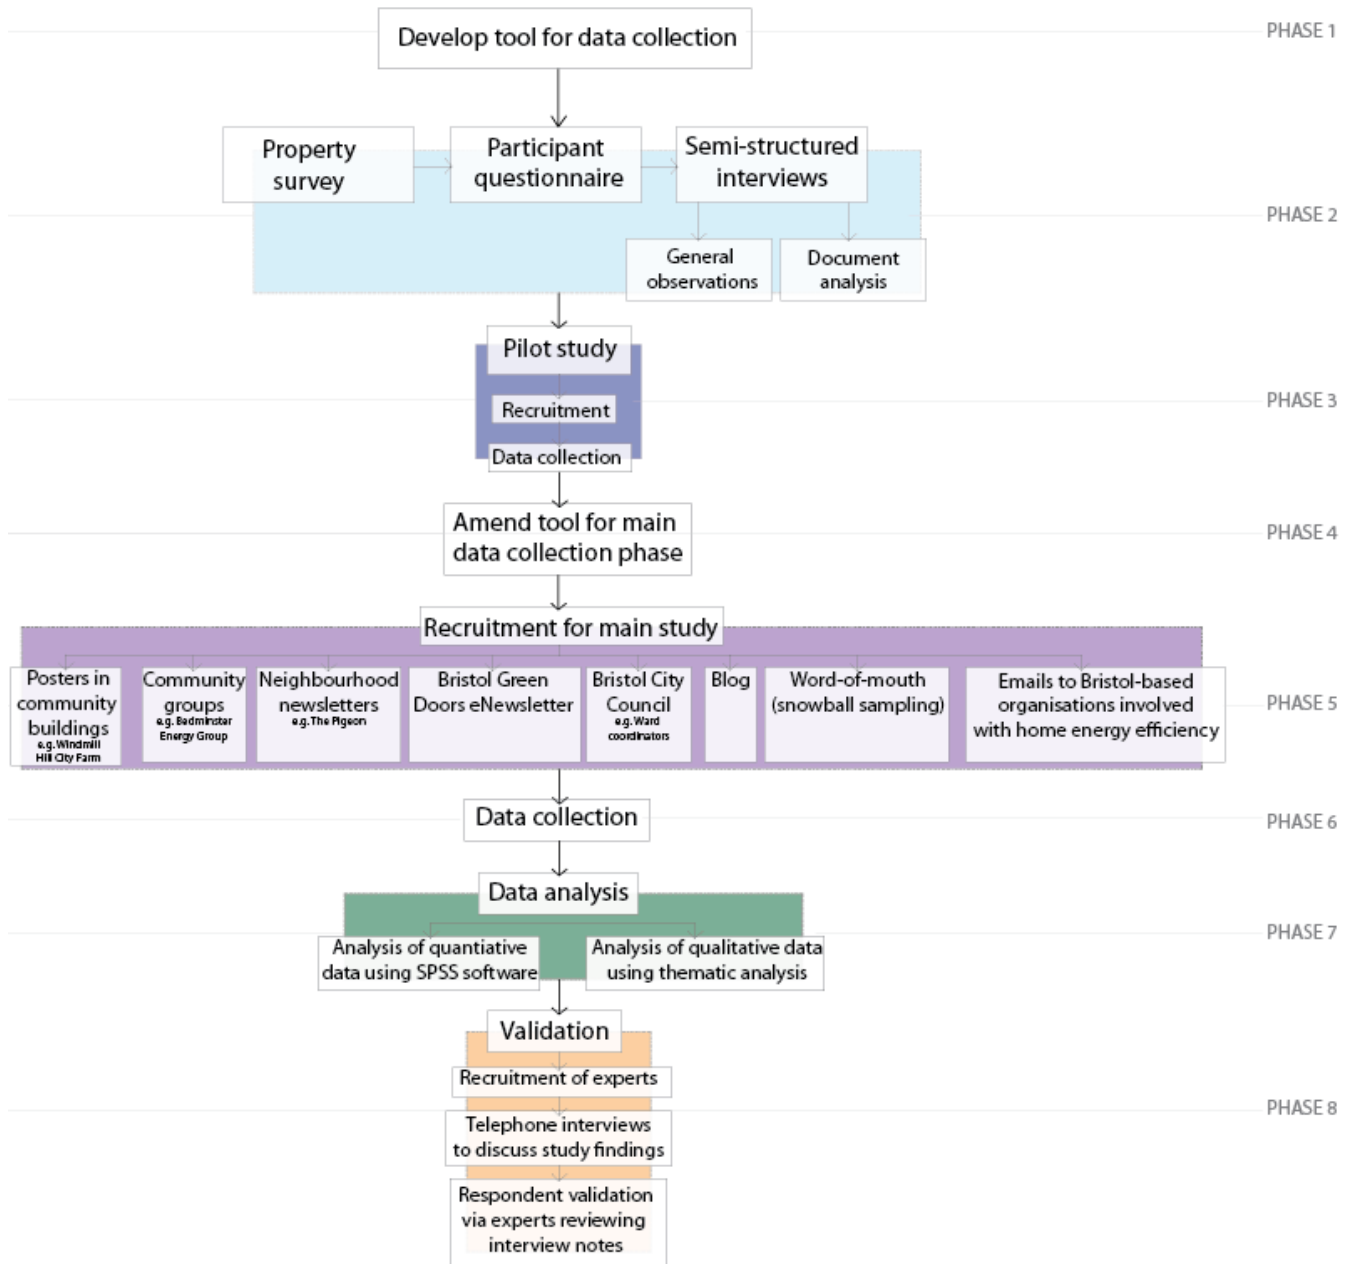 Develop tool for data collection
PHASE 1
Property
survey
Participant
questionnaire
Semi-structured
interviews
PHASE 2
General
observations
Document
analysis
Pilot study
Recruitment
PHASE 3
Data collection
Amend tool for main
data collection phase
PHASE 4
Recruitment for main study
Posters in
community
buildings
e.g. Windmill
Hill City Farm
Community
groups
e.g. Bedminster
Energy Group
Neighbourhood
newsletters
e.g. The Pigeon
Bristol Green
Doors eNewsletter
Bristol City
Council
e.g. Ward
coordinators
Blog
Word-of-mouth
(snowball sampling)
Emails to Bristol-based
organisations involved
with home energy efficiency
PHASE 5
Data collection
PHASE 6
Data analysis
Analysis of quantiative
data using SPSS software
Analysis of qualitative data
using thematic analysis
PHASE 7
Validation
Recruitment of experts
PHASE 8
Telephone interviews
to discuss study findings
Respondent validation
via experts reviewing
interview notes